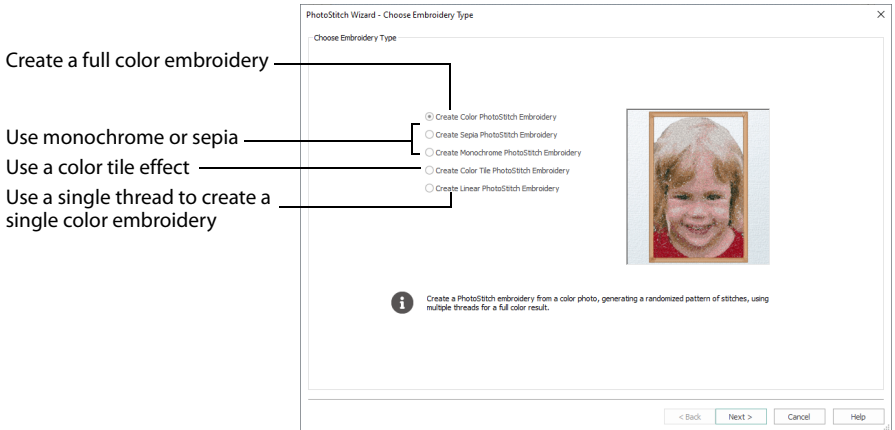 PhotoStitch Wizard - Choose Embroidery Type
Choose Embroidery Type
Create a full color embroidery
Use monochrome or sepia
Use a color tile effect
Use a single thread to create a
single color embroidery
Create Color PhotoStitch Embroidery
Create Sepia PhotoStitch Embroidery
Create Monochrome PhotoStitch Embroidery
Create Color Tile PhotoStitch Embroidery
Create Linear PhotoStitch Embroidery
Create a PhotoStitch embroidery from a color photo, generating a randomized pattern of stitches, using
multiple threads for a full color result.
< Back
Next >
Cancel
Help